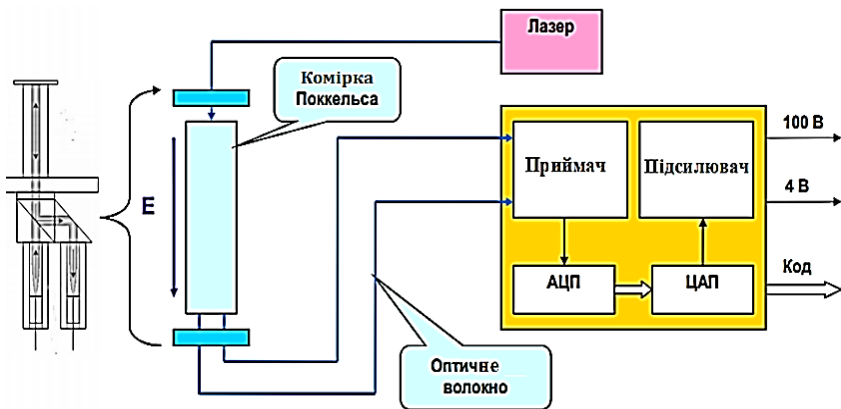 Лазер
Комірка
Поккельса
E
Приймач
Підсилювач
100 В
4 В
АЦП
ЦАП
Код
Оптичне
волокно